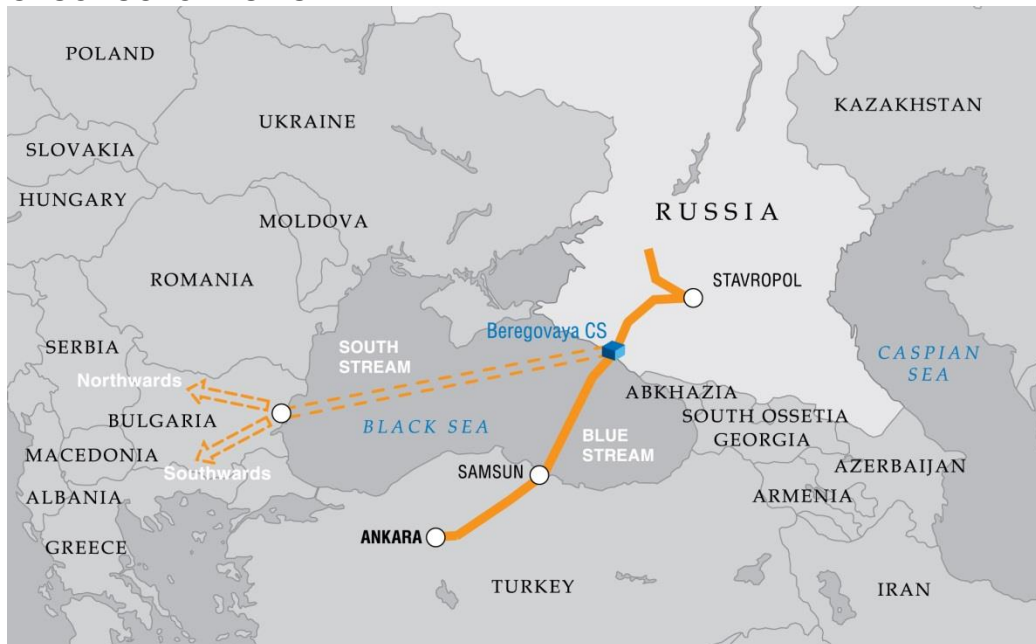 POLAND
KAZAKHSTAN
UKRAINE
SLOVAKIA
HUNGARY
RUSSIA
MOLDOVA
ROMANIA
STAVROPOL
Beregovaya CS
SERBIA
SOUTH
STREAM
CASPIAN
SEA
Northwards
ABKHAZIA
BULGARIA
SOUTH OSSETIA
BLACK SEA
GEORGIA
BLUE
STREAM
MACEDONIA
AZERBAIJAN
Southwards
SAMSUN
ALBANIA
ARMENIA
ANKARA
GREECE
TURKEY
IRAN